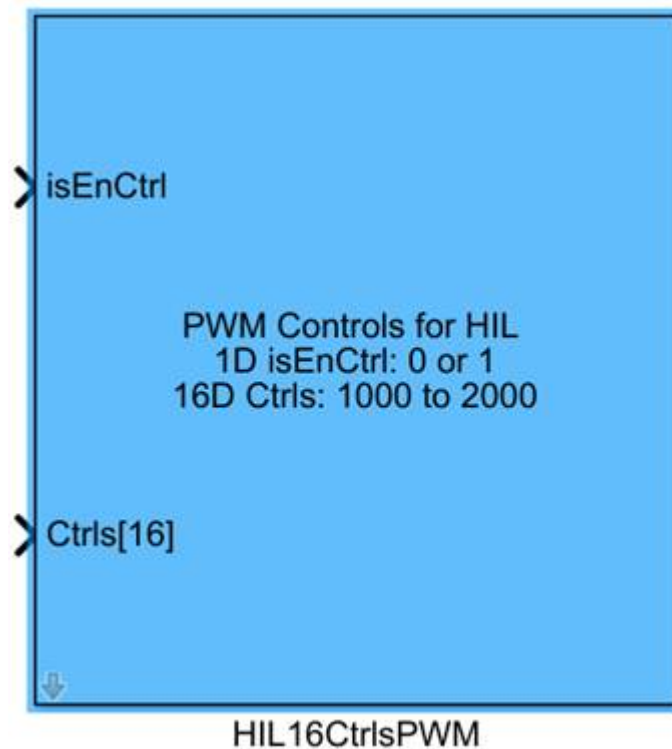 isEnCtrl
PWM Controls for HIL
1D isEnCtrl: 0 or 1
16D Ctrls: 1000 to 2000
Ctrls[16]
HIL16CtrlsPWM